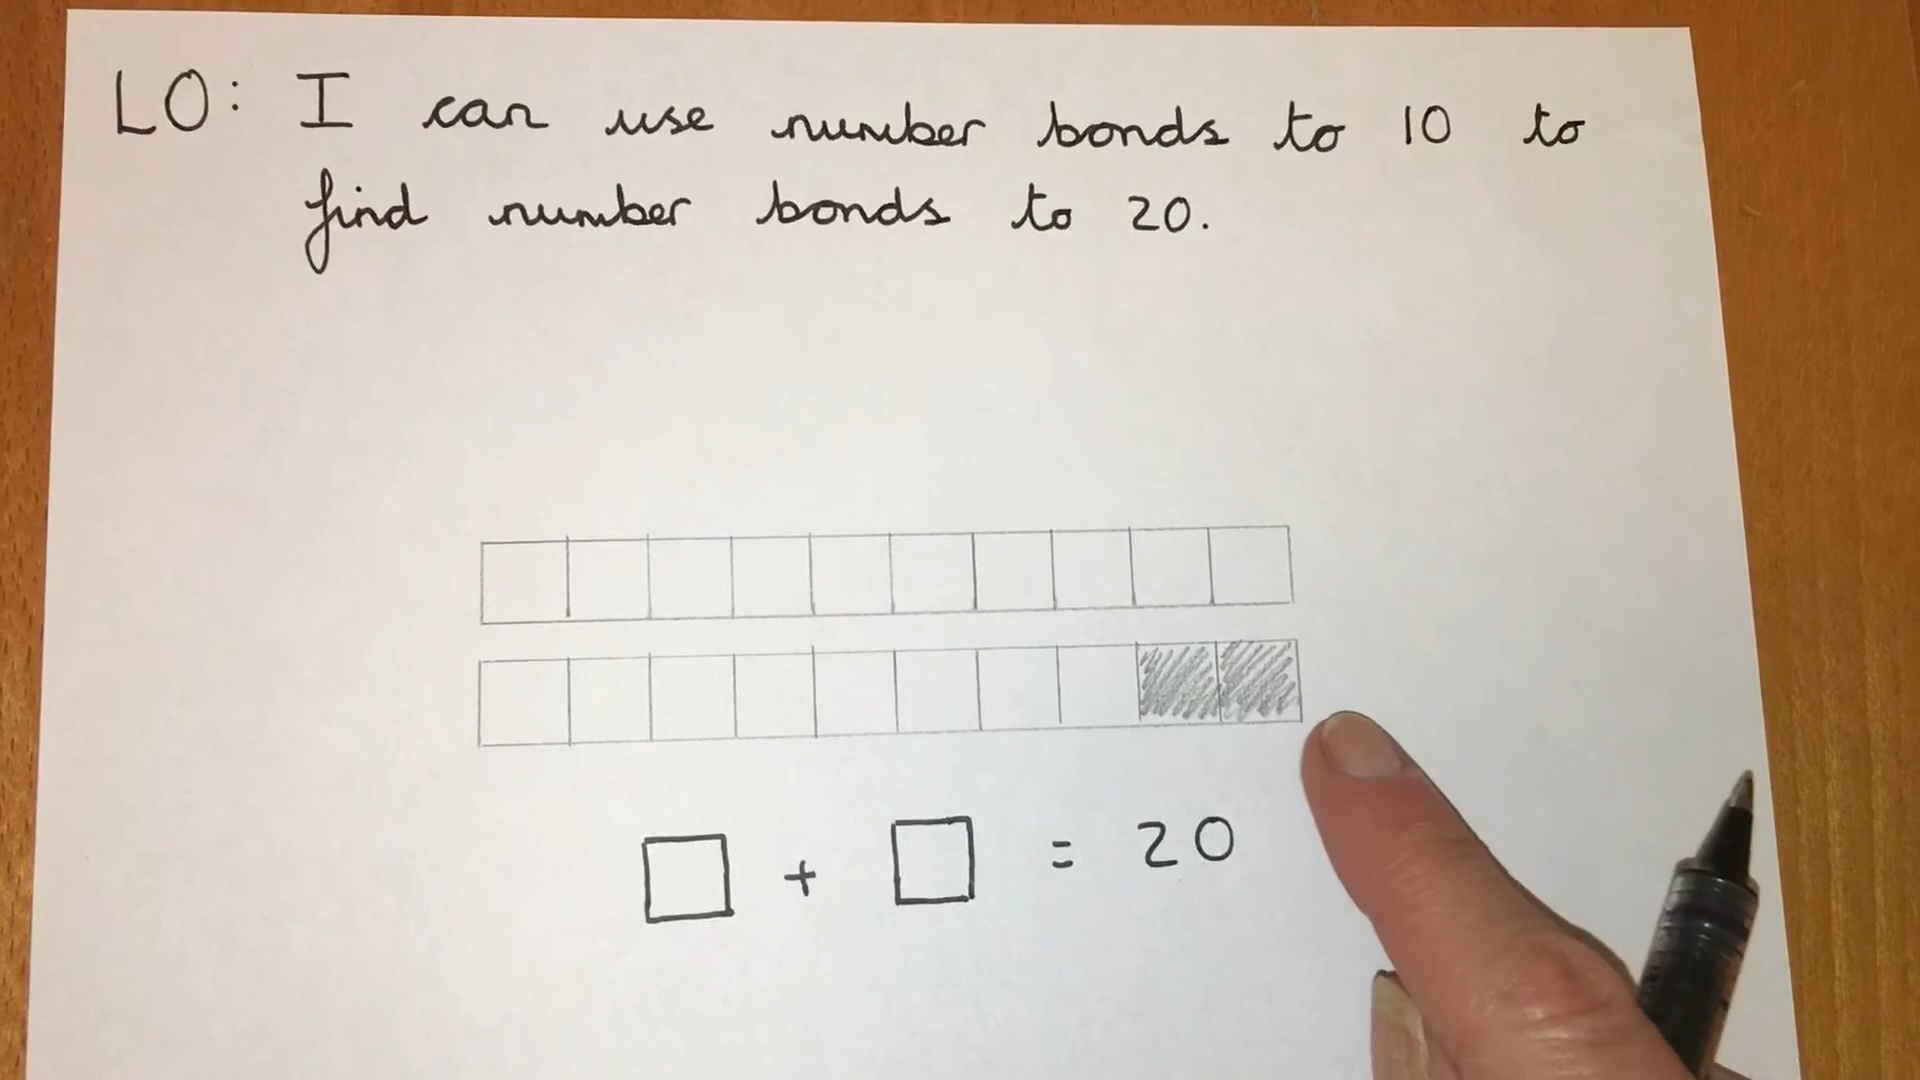 LO: I can use number bonds to 10 to
find number bonds to 20.
+ = 20